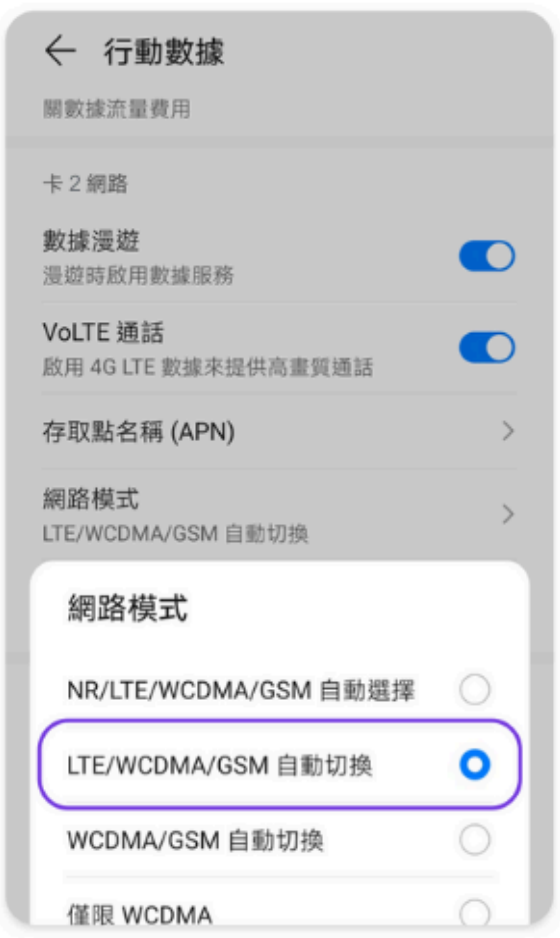 行動數據
關數據流量費用
卡 2 網路
數據漫遊
漫遊時啟用數據服務
VoLTE 通話
啟用 4G LTE 數據來提供高畫質通話
存取點名稱 (APN)
網路模式
LTE/WCDMA/GSM 自動切換
網路模式
NR/LTE/WCDMA/GSM 自動選擇
LTE/WCDMA/GSM 自動切換
WCDMA/GSM 自動切換
僅限 WCDMA